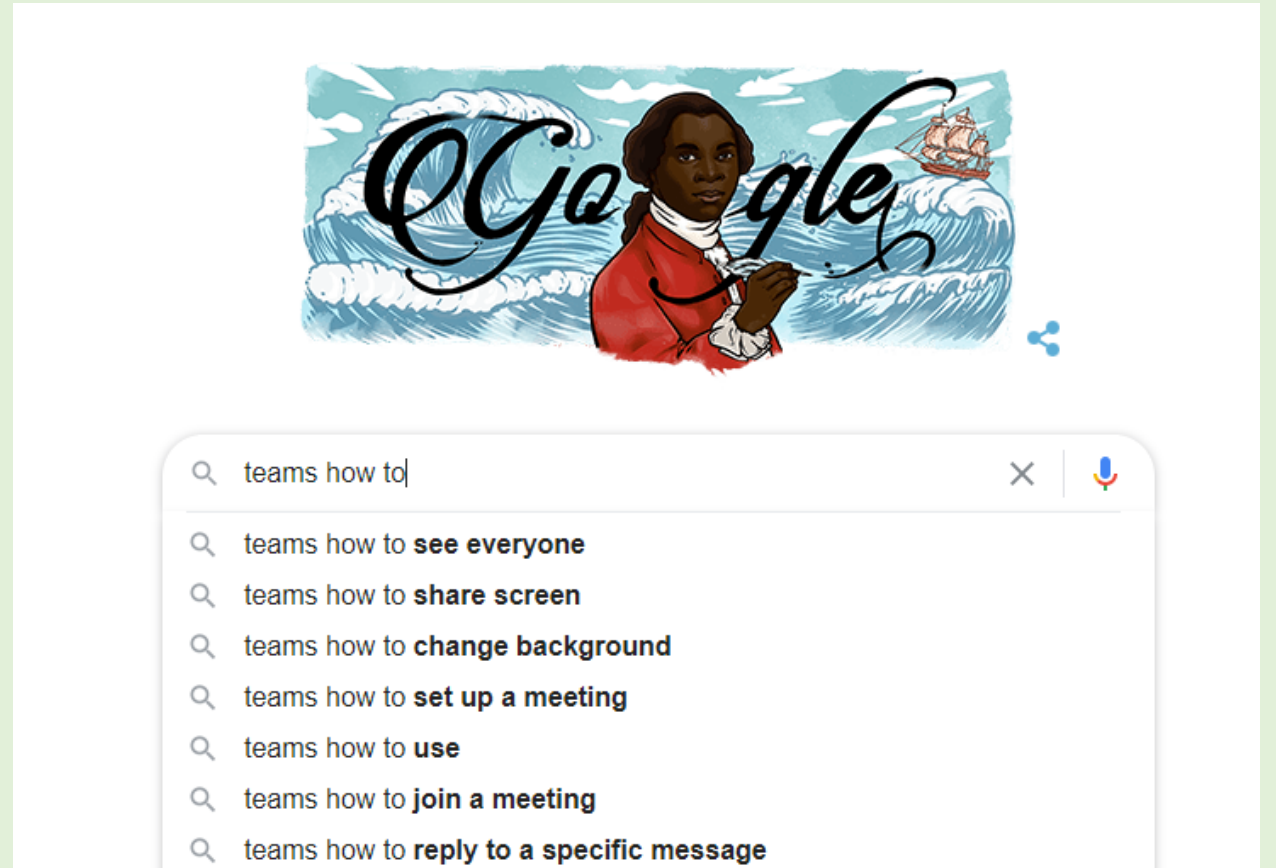 Google
teams how to
teams how to see everyone
teams how to share screen
teams how to change background
teams how to set up a meeting
teams how to use
teams how to join a meeting
teams how to reply to a specific message